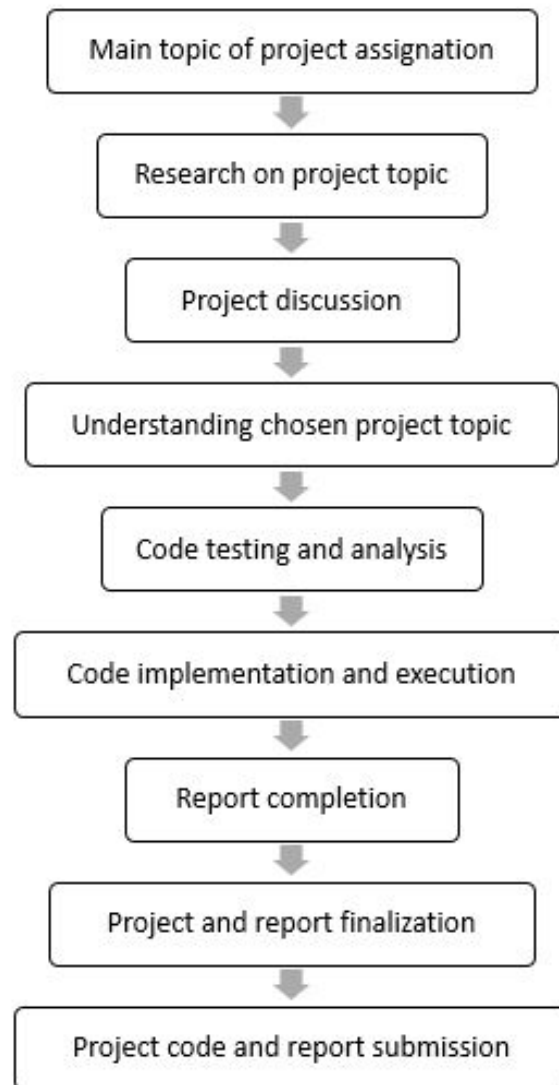 Main topic of project assignation
Research on project topic
Project discussion
Understanding chosen project topic
Code testing and analysis
Code implementation and execution
Report completion
Project and report finalization
Project code and report submission